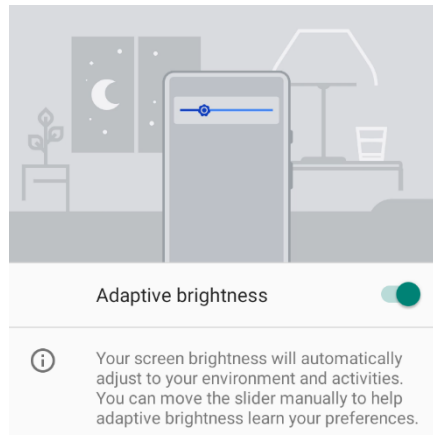 Adaptive brightness
Your screen brightness will automatically
adjust to your environment and activities.
You can move the slider manually to help
adaptive brightness learn your preferences.